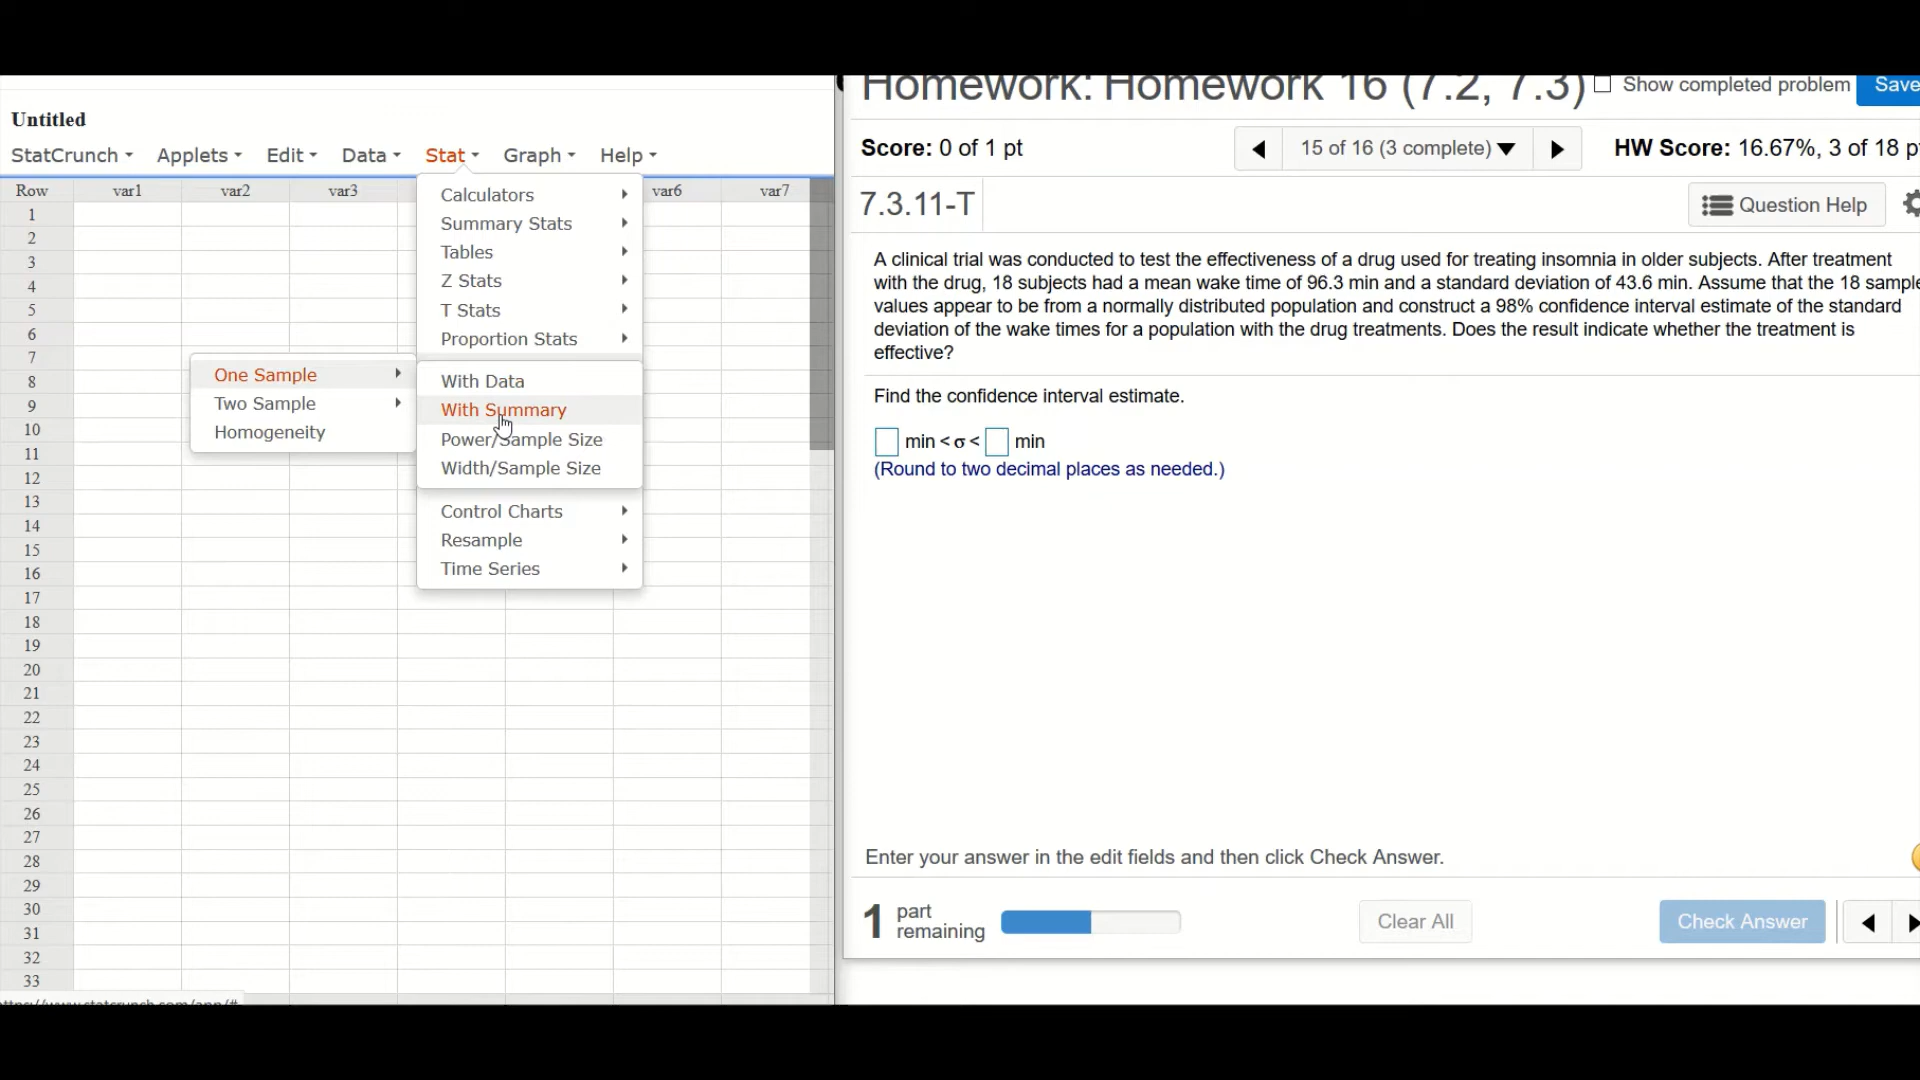 Untitled
StatCrunch Applets Edit Data Stat Graph Help
Row var1 var2 var3 var6 var7
1
2
3
4
5
6
7
8
9
10
11
12
13
14
15
16
17
18
19
20
21
22
23
24
25
26
27
28
29
30
31
32
33
Calculators
Summary Stats
Tables
Z Stats
T Stats
Proportion Stats
One Sample
Two Sample
Homogeneity
With Data
With Summary
Power/Sample Size
Width/Sample Size
Control Charts
Resample
Time Series
https://www.statcrunch.com/app/#
Homework: Homework 16 (7.2, 7.3) Show completed problem Save
Score: 0 of 1 pt 15 of 16 (3 complete) HW Score: 16.67%, 3 of 18 pt
7.3.11-T Question Help
A clinical trial was conducted to test the effectiveness of a drug used for treating insomnia in older subjects. After treatment
with the drug, 18 subjects had a mean wake time of 96.3 min and a standard deviation of 43.6 min. Assume that the 18 sample
values appear to be from a normally distributed population and construct a 98% confidence interval estimate of the standard
deviation of the wake times for a population with the drug treatments. Does the result indicate whether the treatment is
effective?
Find the confidence interval estimate.
min < σ < min
(Round to two decimal places as needed.)
Enter your answer in the edit fields and then click Check Answer.
1 part remaining Clear All Check Answer